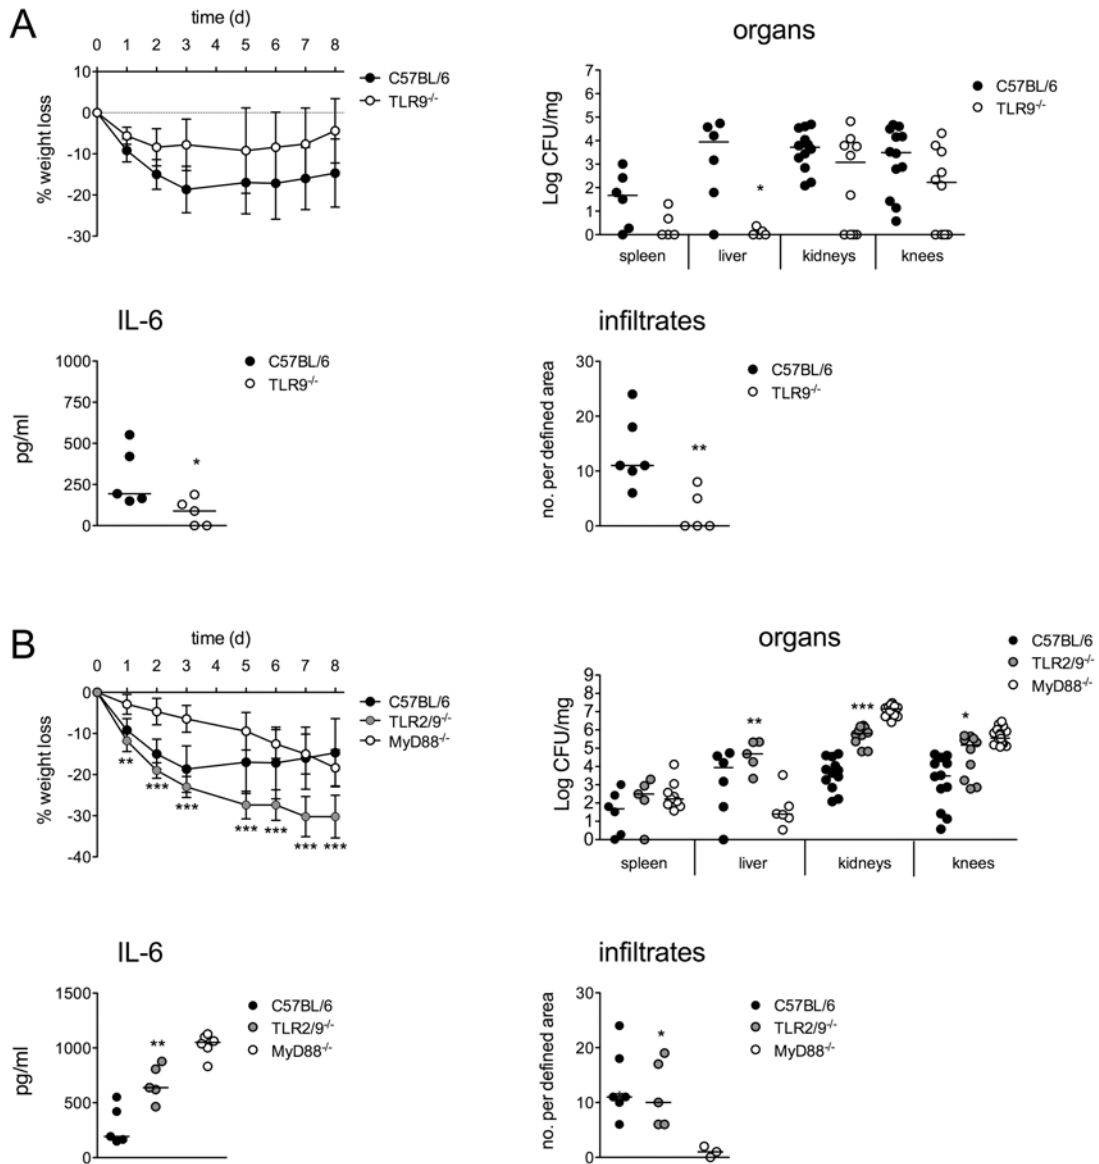 A
time (d)
0 1 2 3 4 5 6 7 8
10
0
-10
-20
-30
% weight loss
C57BL/6
TLR9-/-
organs
7
6
5
4
3
2
1
0
Log CFU/mg
*
spleen liver kidneys knees
C57BL/6
TLR9-/-
IL-6
1000
750
500
250
0
pg/ml
*
C57BL/6
TLR9-/-
infiltrates
30
20
10
0
no. per defined area
**
C57BL/6
TLR9-/-
B
time (d)
0 1 2 3 4 5 6 7 8
0
-10
-20
-30
-40
% weight loss
** *** *** *** *** *** ***
C57BL/6
TLR2/9-/-
MyD88-/-
organs
9
8
7
6
5
4
3
2
1
0
Log CFU/mg
** *** *
spleen liver kidneys knees
C57BL/6
TLR2/9-/-
MyD88-/-
IL-6
1500
1000
500
0
pg/ml
**
C57BL/6
TLR2/9-/-
MyD88-/-
infiltrates
30
20
10
0
no. per defined area
*
C57BL/6
TLR2/9-/-
MyD88-/-